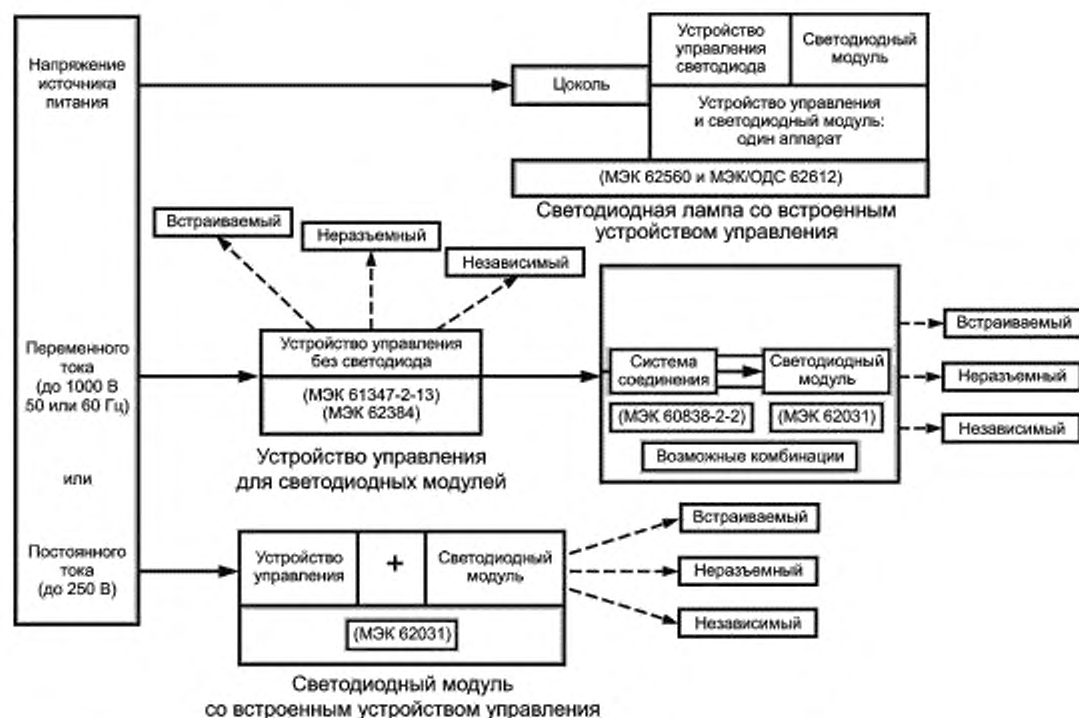 Напряжение
источника
питания
Переменного
тока
(до 1000 В
50 или 60 Гц)
или
Постоянного
тока
(до 250 В)
Цоколь
Устройство
управления
светодиода
Светодиодный
модуль
Устройство управления
и светодиодный модуль:
один аппарат
(МЭК 62560 и МЭК/ОДС 62612)
Светодиодная лампа со встроенным
устройством управления
Встраиваемый
Неразъемный
Независимый
Устройство управления
без светодиода
(МЭК 61347-2-13)
(МЭК 62384)
Устройство управления
для светодиодных модулей
Система
соединения
Светодиодный
модуль
(МЭК 60838-2-2)
(МЭК 62031)
Возможные комбинации
Встраиваемый
Неразъемный
Независимый
Устройство
управления
+
Светодиодный
модуль
(МЭК 62031)
Светодиодный модуль
со встроенным устройством управления
Встраиваемый
Неразъемный
Независимый